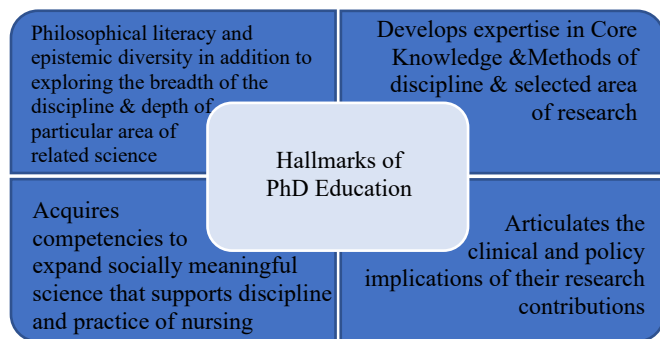 Philosophical literacy and
epistemic diversity in addition to
exploring the breadth of the
discipline & depth of
particular area of
related science
Develops expertise in Core
Knowledge &Methods of
discipline & selected area
of research
Hallmarks of
PhD Education
Acquires
competencies to
expand socially meaningful
science that supports discipline
and practice of nursing
Articulates the
clinical and policy
implications of their research
contributions